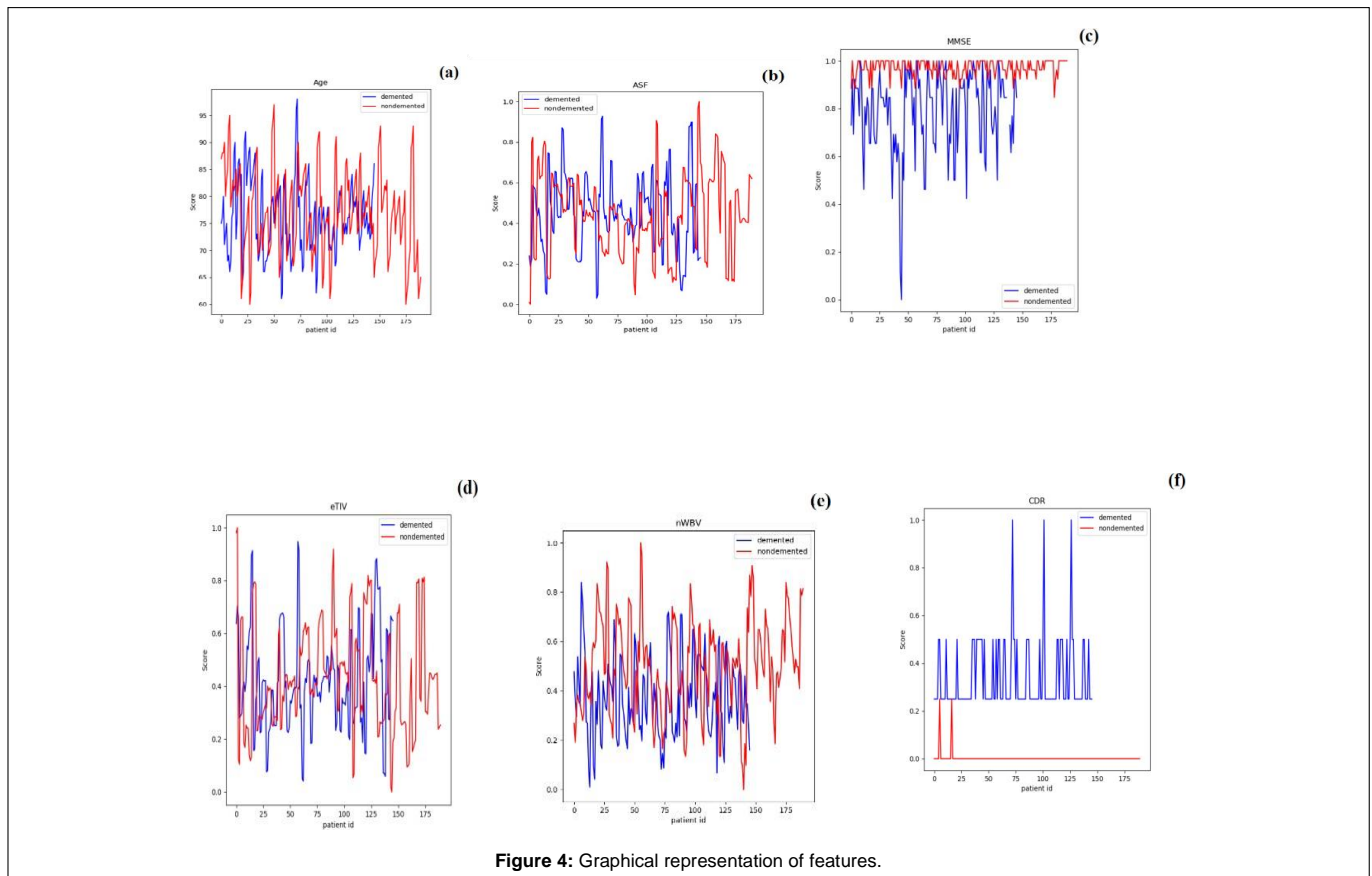 (a)
Age
demented
nondemented
95
90
85
80
75
70
65
60
Score
0 25 50 75 100 125 150 175
patient id
(b)
ASF
demented
nondemented
1.0
0.8
0.6
0.4
0.2
0.0
Score
0 25 50 75 100 125 150 175
patient id
(c)
MMSE
1.0
0.8
0.6
0.4
0.2
0.0
Score
demented
nondemented
0 25 50 75 100 125 150 175
patient id
(d)
eTIV
demented
nondemented
1.0
0.8
0.6
0.4
0.2
0.0
Score
0 25 50 75 100 125 150 175
patient id
(e)
nWBV
demented
nondemented
1.0
0.8
0.6
0.4
0.2
0.0
Score
0 25 50 75 100 125 150 175
patient id
(f)
CDR
demented
nondemented
1.0
0.8
0.6
0.4
0.2
0.0
Score
0 25 50 75 100 125 150 175
patient id
Figure 4: Graphical representation of features.